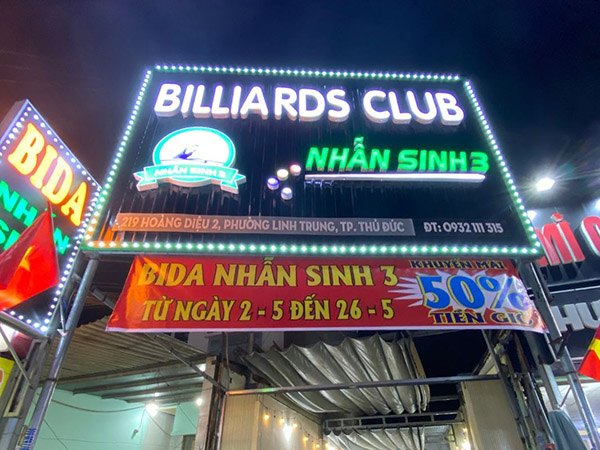 BILLIARDS CLUB
NHẪN SINH 3
NHẪN SINH 3
219 HOÀNG DIỆU 2, PHƯỜNG LINH TRUNG, TP. THỦ ĐỨC
ĐT: 0932 111 315
BIDA
NHẪN
BIDA NHẪN SINH 3
TỪ NGÀY 2 - 5 ĐẾN 26 - 5
KHUYẾN MÃI
50%
TIỀN GIỜ